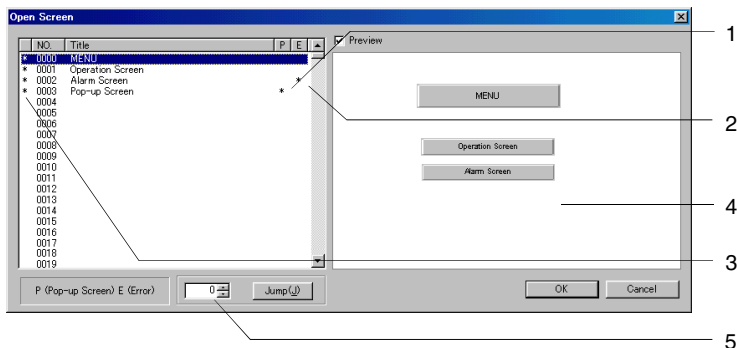 Open Screen
NO. Title P E
Preview
* 0000 MENU
* 0001 Operation Screen
* 0002 Alarm Screen *
* 0003 Pop-up Screen *
0004
0005
0006
0007
0008
0009
0010
0011
0012
0013
0014
0015
0016
0017
0018
0019
MENU
Operation Screen
Alarm Screen
P (Pop-up Screen) E (Error)
0
Jump(J)
OK
Cancel
1
2
4
3
5